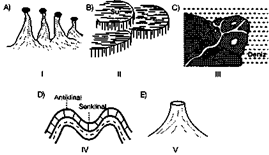 A) B) C)
I II III
Deniz
D) E)
Antiklinal
Senklinal
IV V